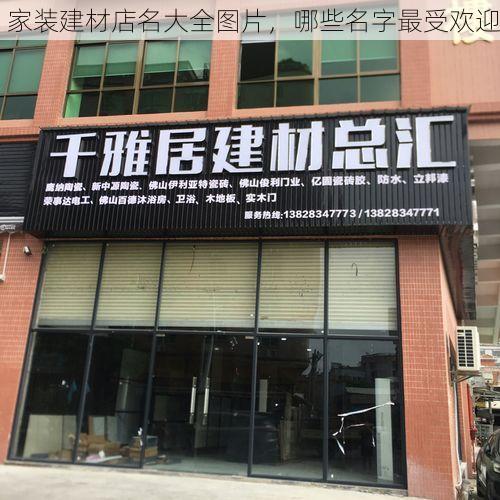 家装建材店名大全图片，哪些名字最受欢迎
千雅居建材总汇
鹰纳陶瓷、新中源陶瓷、佛山伊利亚特瓷砖、佛山俊利门业、亿固瓷砖胶、防水、立邦漆
荣事达电工、佛山百德沐浴房、卫浴、木地板、实木门
服务热线:13828347773/13828347771